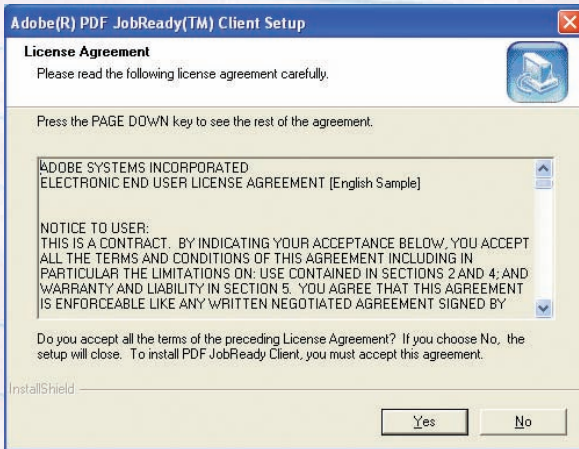 Adobe(R) PDF JobReady(TM) Client Setup
License Agreement
Please read the following license agreement carefully.
Press the PAGE DOWN key to see the rest of the agreement.
ADOBE SYSTEMS INCORPORATED
ELECTRONIC END USER LICENSE AGREEMENT [English Sample]
NOTICE TO USER:
THIS IS A CONTRACT.  BY INDICATING YOUR ACCEPTANCE BELOW, YOU ACCEPT
ALL THE TERMS AND CONDITIONS OF THIS AGREEMENT INCLUDING IN
PARTICULAR THE LIMITATIONS ON: USE CONTAINED IN SECTIONS 2 AND 4; AND
WARRANTY AND LIABILITY IN SECTION 5.  YOU AGREE THAT THIS AGREEMENT
IS ENFORCEABLE LIKE ANY WRITTEN NEGOTIATED AGREEMENT SIGNED BY
Do you accept all the terms of the preceding License Agreement?  If you choose No,  the
setup will close.  To install PDF JobReady Client, you must accept this agreement.
InstallShield
Yes
No